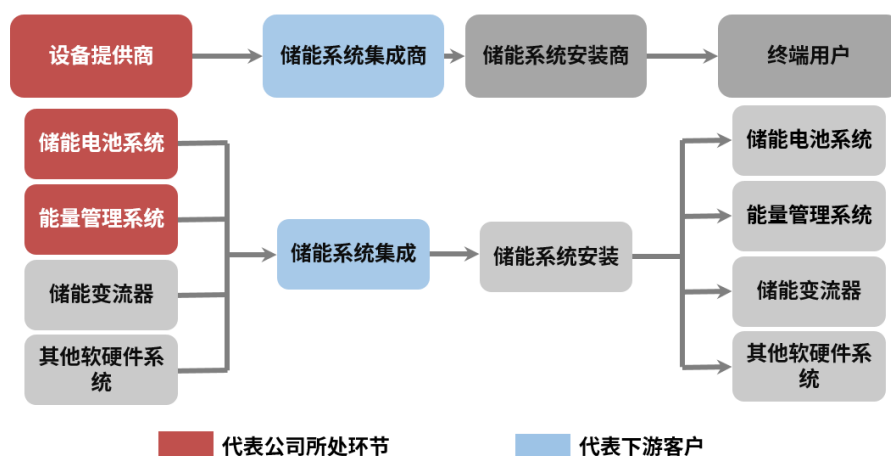 设备提供商
储能系统集成商
储能系统安装商
终端用户
储能电池系统
能量管理系统
储能变流器
其他软硬件系
统
储能系统集成
储能系统安装
储能电池系统
能量管理系统
储能变流器
其他软硬件系
统
代表公司所处环节
代表下游客户